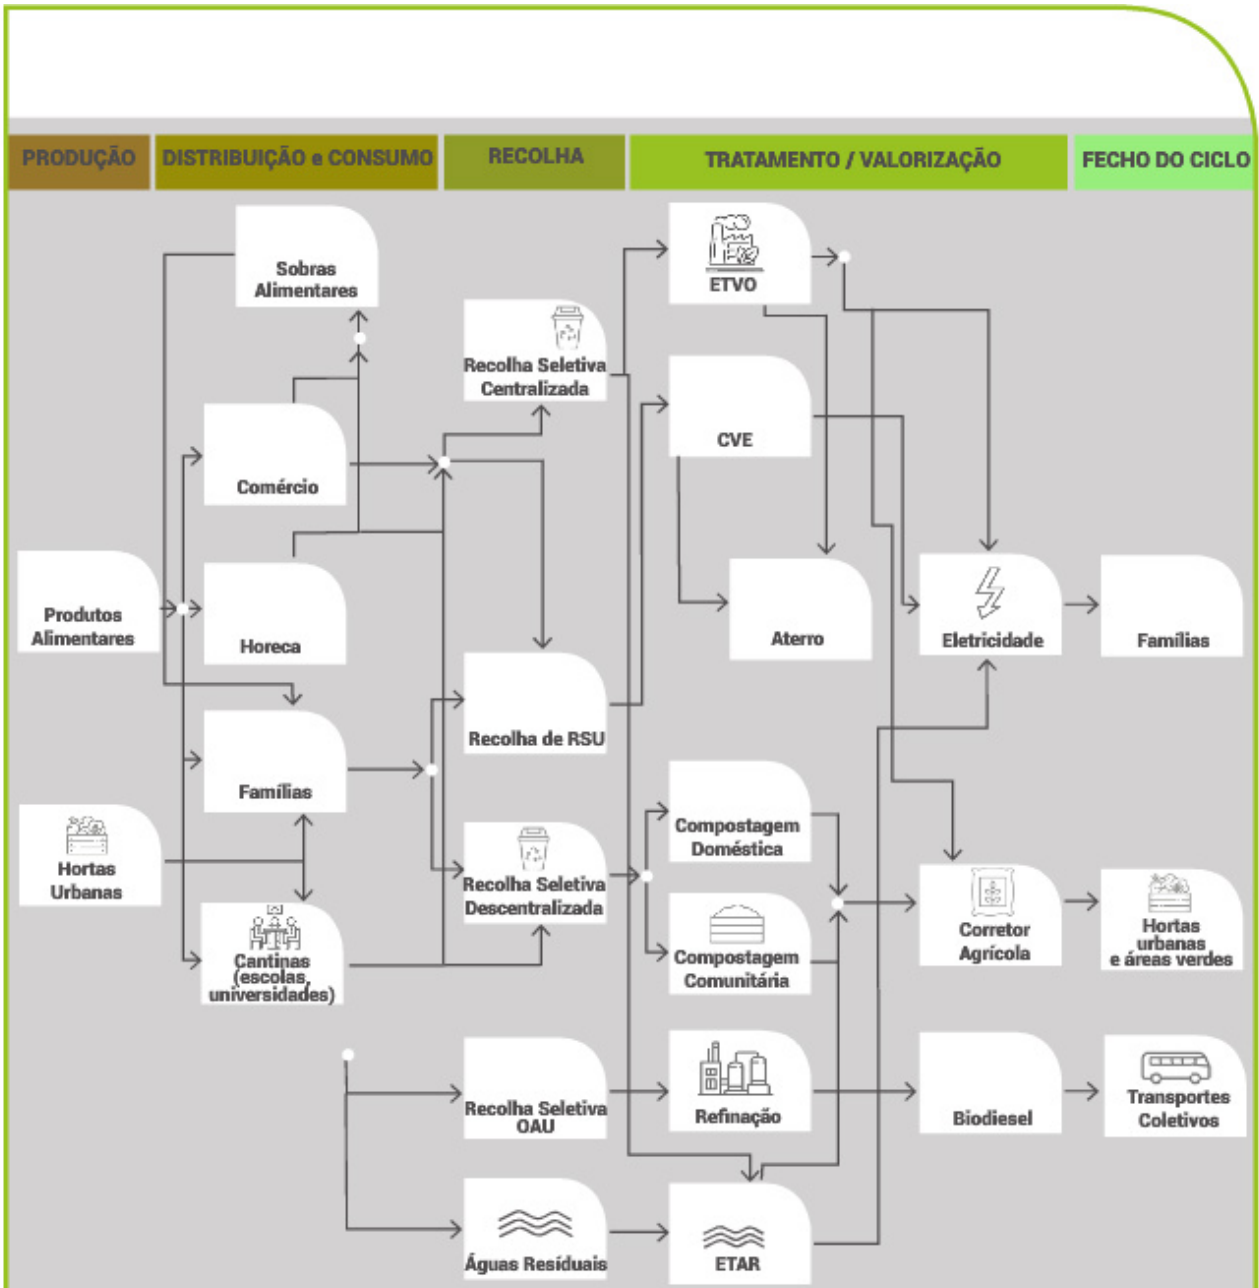 PRODUÇÃO
DISTRIBUIÇÃO e CONSUMO
RECOLHA
TRATAMENTO / VALORIZAÇÃO
FECHO DO CICLO
Sobras
Alimentares
Comércio
Produtos
Alimentares
Horeca
Famílias
Hortas
Urbanas
Cantinas
(escolas,
universidades)
Recolha Seletiva
Centralizada
Recolha de RSU
Recolha Seletiva
Descentralizada
Recolha Seletiva
OAU
Águas Resíduais
ETVO
CVE
Aterro
Compostagem
Doméstica
Compostagem
Comunitária
Refinação
ETAR
Eletricidade
Corretor
Agrícola
Biodiesel
Famílias
Hortas
urbanas
e áreas verdes
Transportes
Coletivos